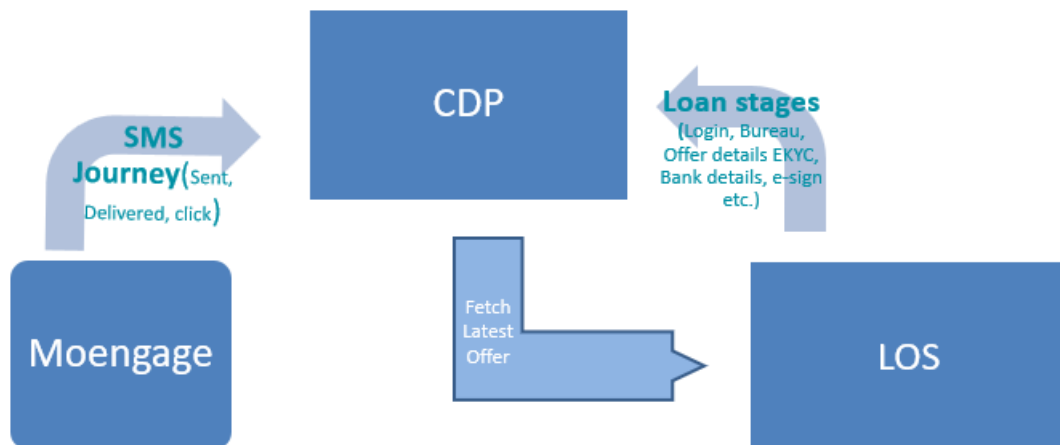 CDP
SMS
Journey(Sent,
Delivered, click)
Loan stages
(Login, Bureau,
Offer details EKYC,
Bank details, e-sign
etc.)
Fetch
Latest
Offer
Moengage
LOS